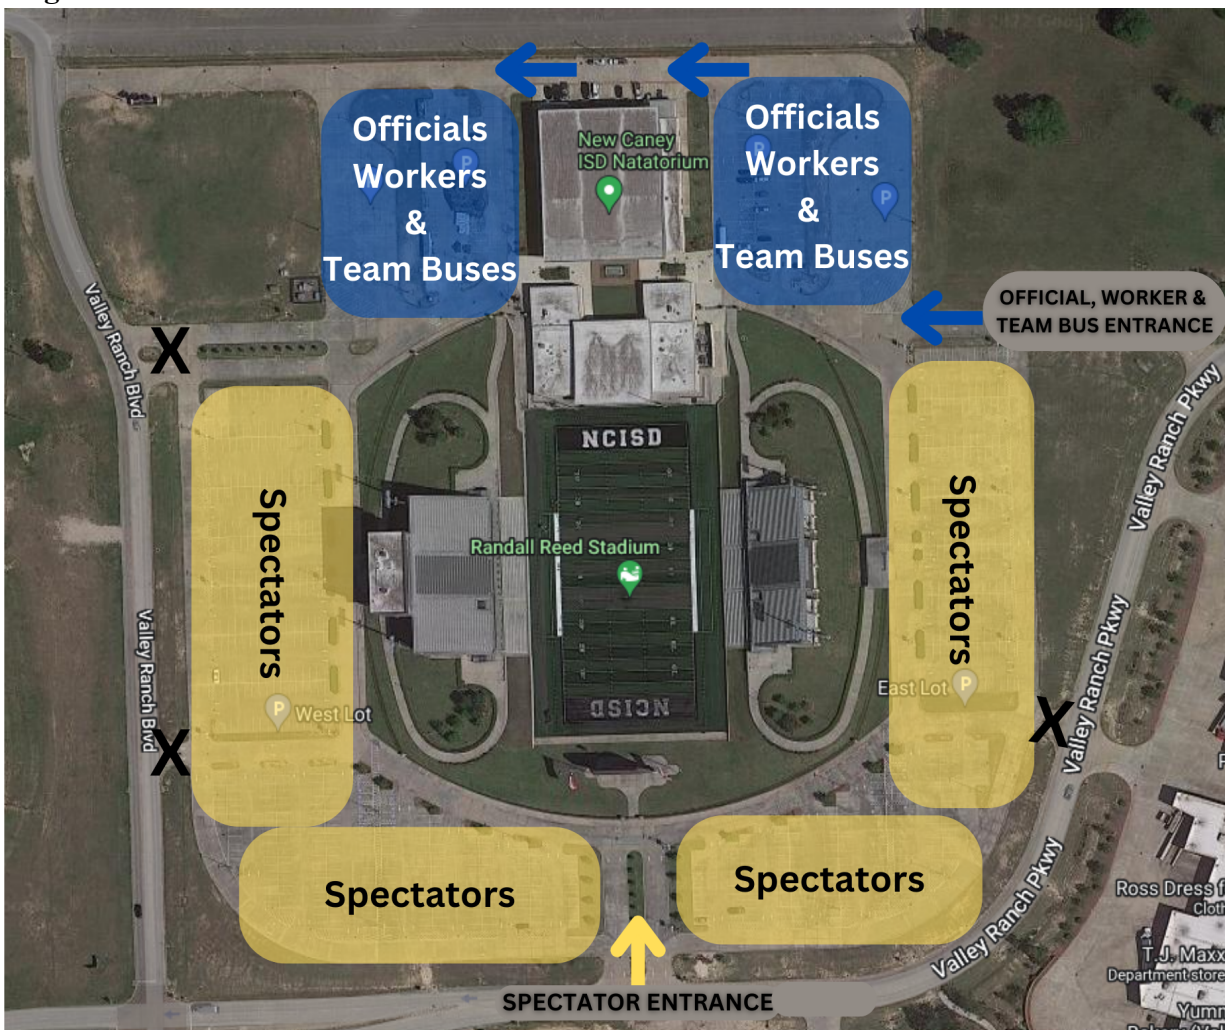 Officials
Workers
&
Team Buses
Officials
Workers
&
Team Buses
New Caney
ISD Natatorium
P
P
P
OFFICIAL, WORKER &
TEAM BUS ENTRANCE
Valley Ranch Blvd
X
Valley Ranch Pkwy
NCISD
Spectators
Spectators
Randall Reed Stadium
Valley Ranch Blvd
Valley Ranch Pkwy
P West Lot
East Lot P
NCISD
X
X
Spectators
Spectators
Valley Ranch Pkwy
Ross Dress f
Cloth
T.J. Maxx
Department store
Yumm
SPECTATOR ENTRANCE